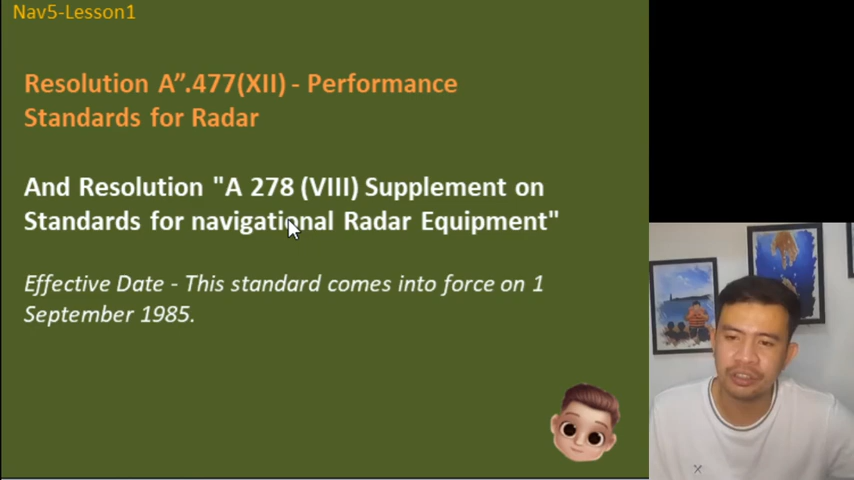 Nav5-Lesson1
Resolution A”.477(XII) - Performance
Standards for Radar
And Resolution "A 278 (VIII) Supplement on
Standards for navigational Radar Equipment"
Effective Date - This standard comes into force on 1
September 1985.